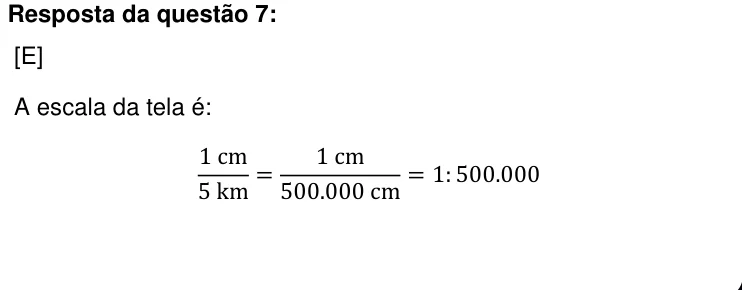 Resposta da questão 7:
[E]
A escala da tela é:
1 cm / 5 km = 1 cm / 500.000 cm = 1: 500.000